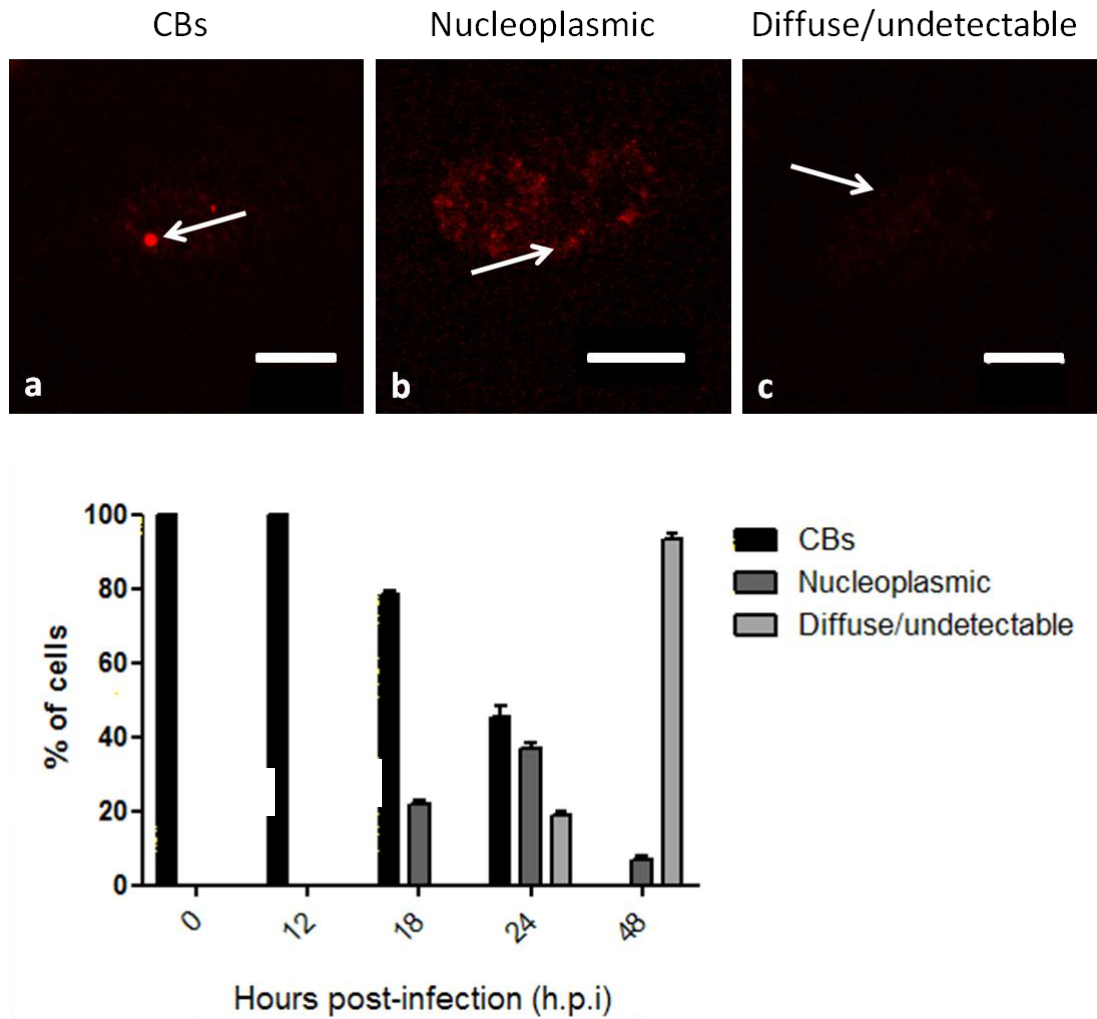 CBs Nucleoplasmic Diffuse/undetectable
a b c
100
80
60
40
20
0
% of cells
CBs
Nucleoplasmic
Diffuse/undetectable
0 12 18 24 48
Hours post-infection (h.p.i)